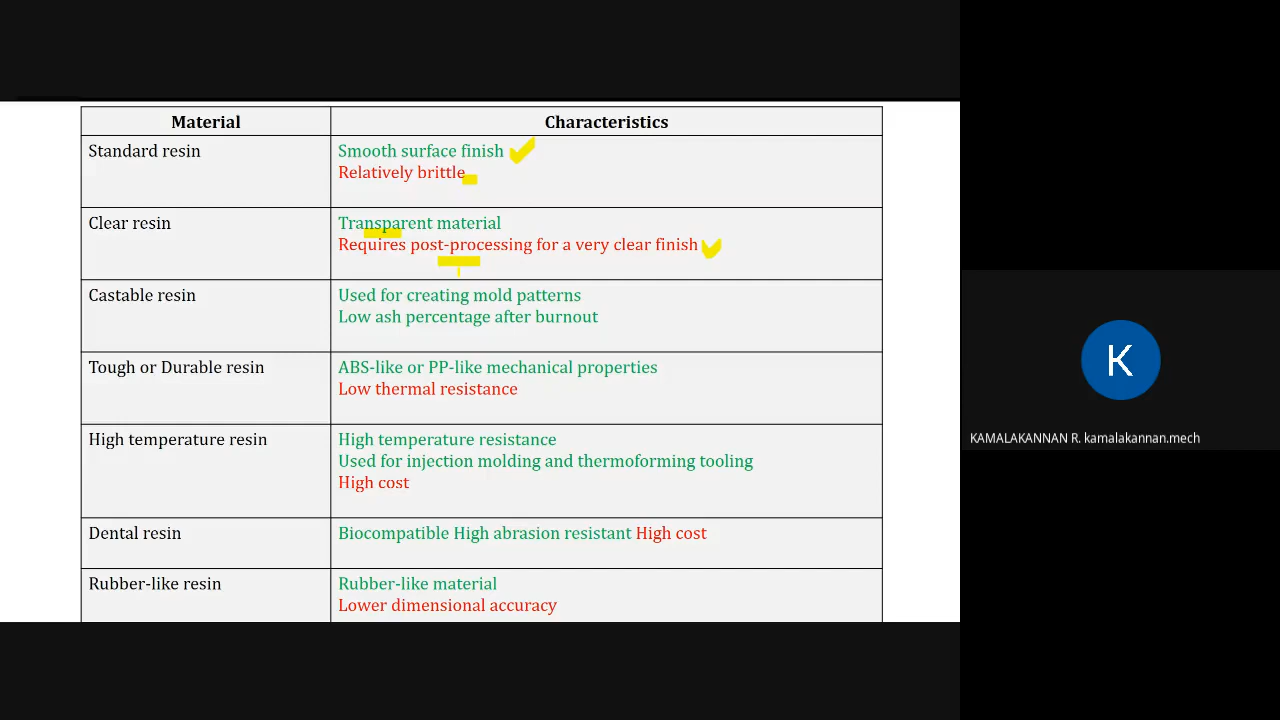 Material Characteristics
Standard resin Smooth surface finish
Relatively brittle
Clear resin Transparent material
Requires post-processing for a very clear finish
Castable resin Used for creating mold patterns
Low ash percentage after burnout
Tough or Durable resin ABS-like or PP-like mechanical properties
Low thermal resistance
High temperature resin High temperature resistance
Used for injection molding and thermoforming tooling
High cost
Dental resin Biocompatible High abrasion resistant High cost
Rubber-like resin Rubber-like material
Lower dimensional accuracy
K
KAMALAKANNAN R. kamalakannan.mech